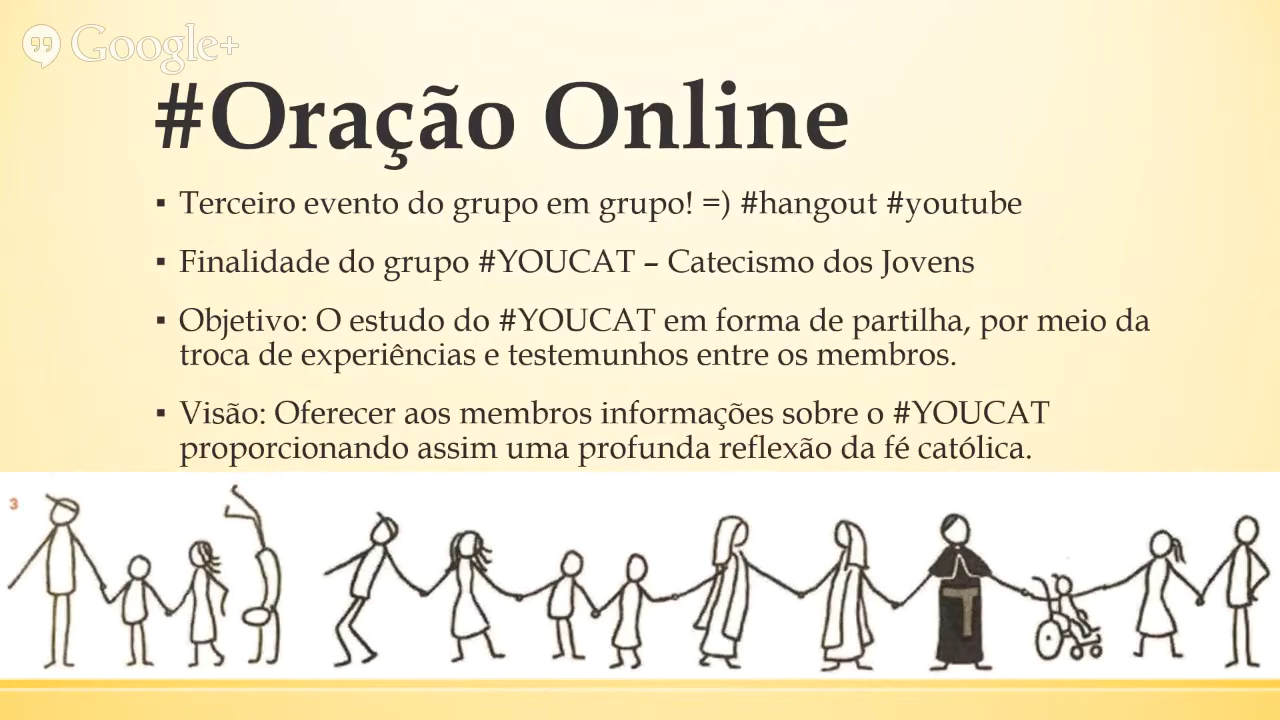 Google+
#Oração Online
▪ Terceiro evento do grupo em grupo! =) #hangout #youtube
▪ Finalidade do grupo #YOUCAT – Catecismo dos Jovens
▪ Objetivo: O estudo do #YOUCAT em forma de partilha, por meio da
troca de experiências e testemunhos entre os membros.
▪ Visão: Oferecer aos membros informações sobre o #YOUCAT
proporcionando assim uma profunda reflexão da fé católica.
3